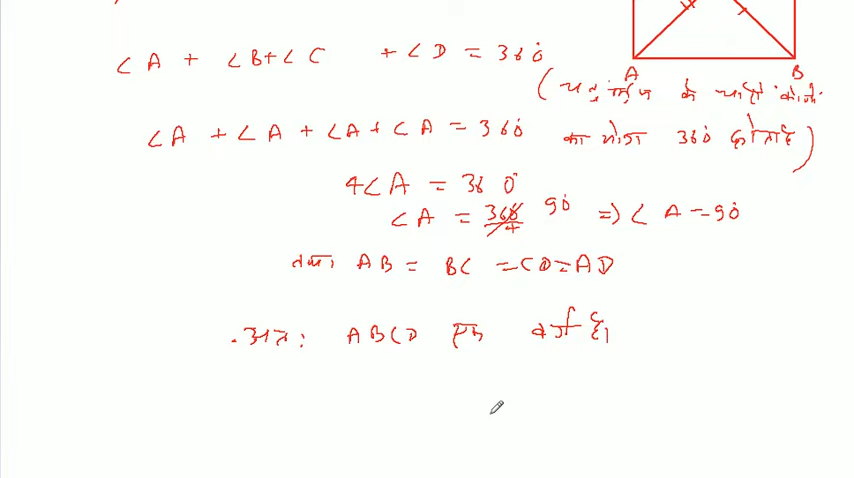 A B
∠A + ∠B + ∠C + ∠D = 360°
(चतुर्भुज के चारों कोणों
∠A + ∠A + ∠A + ∠A = 360° का योग 360° होता है)
4∠A = 360°
∠A = 360/4 90° => ∠A = 90°
तथा AB = BC = CD = AD
अतः ABCD एक वर्ग है।